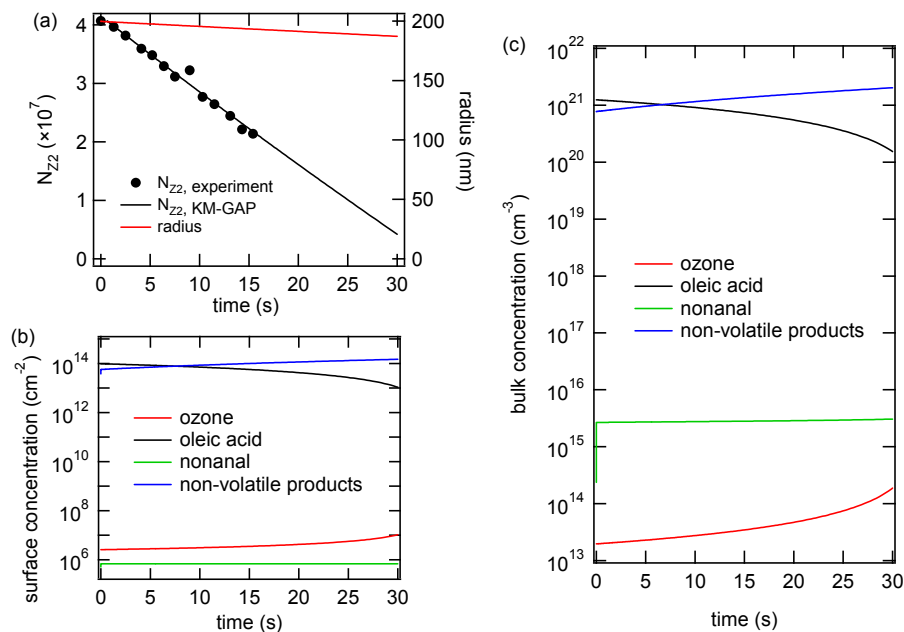 (a)
N_Z2 (×10^7)
4
3
2
1
0
200
150
100
50
0
radius (nm)
N_Z2, experiment
N_Z2, KM-GAP
radius
0 5 10 15 20 25 30
time (s)
(b)
surface concentration (cm^-2)
10^14
10^12
10^10
10^8
10^6
ozone
oleic acid
nonanal
non-volatile products
0 5 10 15 20 25 30
time (s)
(c)
bulk concentration (cm^-3)
10^22
10^21
10^20
10^19
10^18
10^17
10^16
10^15
10^14
10^13
ozone
oleic acid
nonanal
non-volatile products
0 5 10 15 20 25 30
time (s)